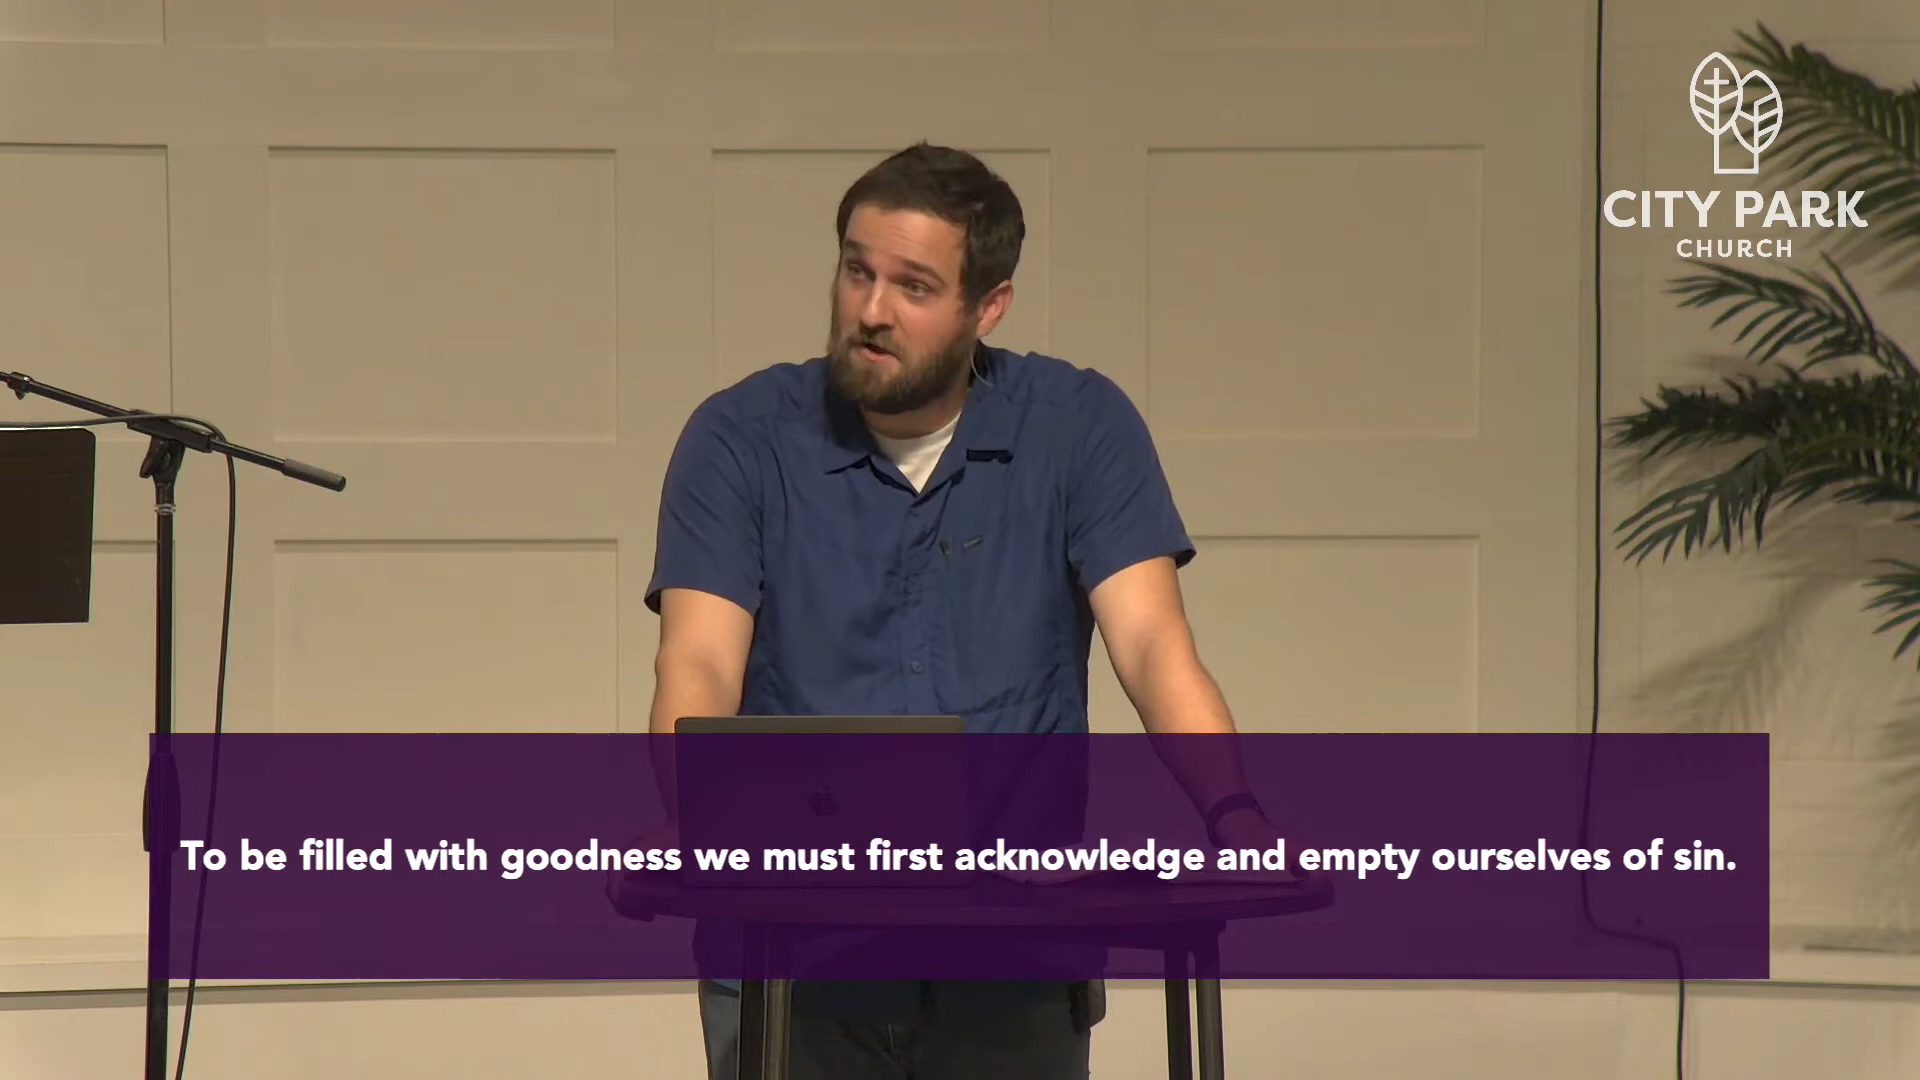 CITY PARK
CHURCH
To be filled with goodness we must first acknowledge and empty ourselves of sin.